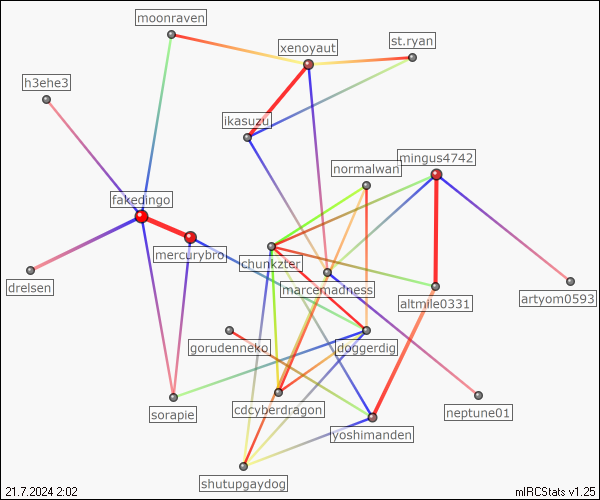 moonraven
xenoyaut
st.ryan
h3ehe3
ikasuzu
normalwan
mingus4742
fakedingo
mercurybro
chunkzter
marcemadness
drelsen
altmile0331
artyom0593
gorudenneko
doggerdig
sorapie
cdcyberdragon
neptune01
yoshimanden
shutupgaydog
21.7.2024 2:02
mIRCStats v1.25